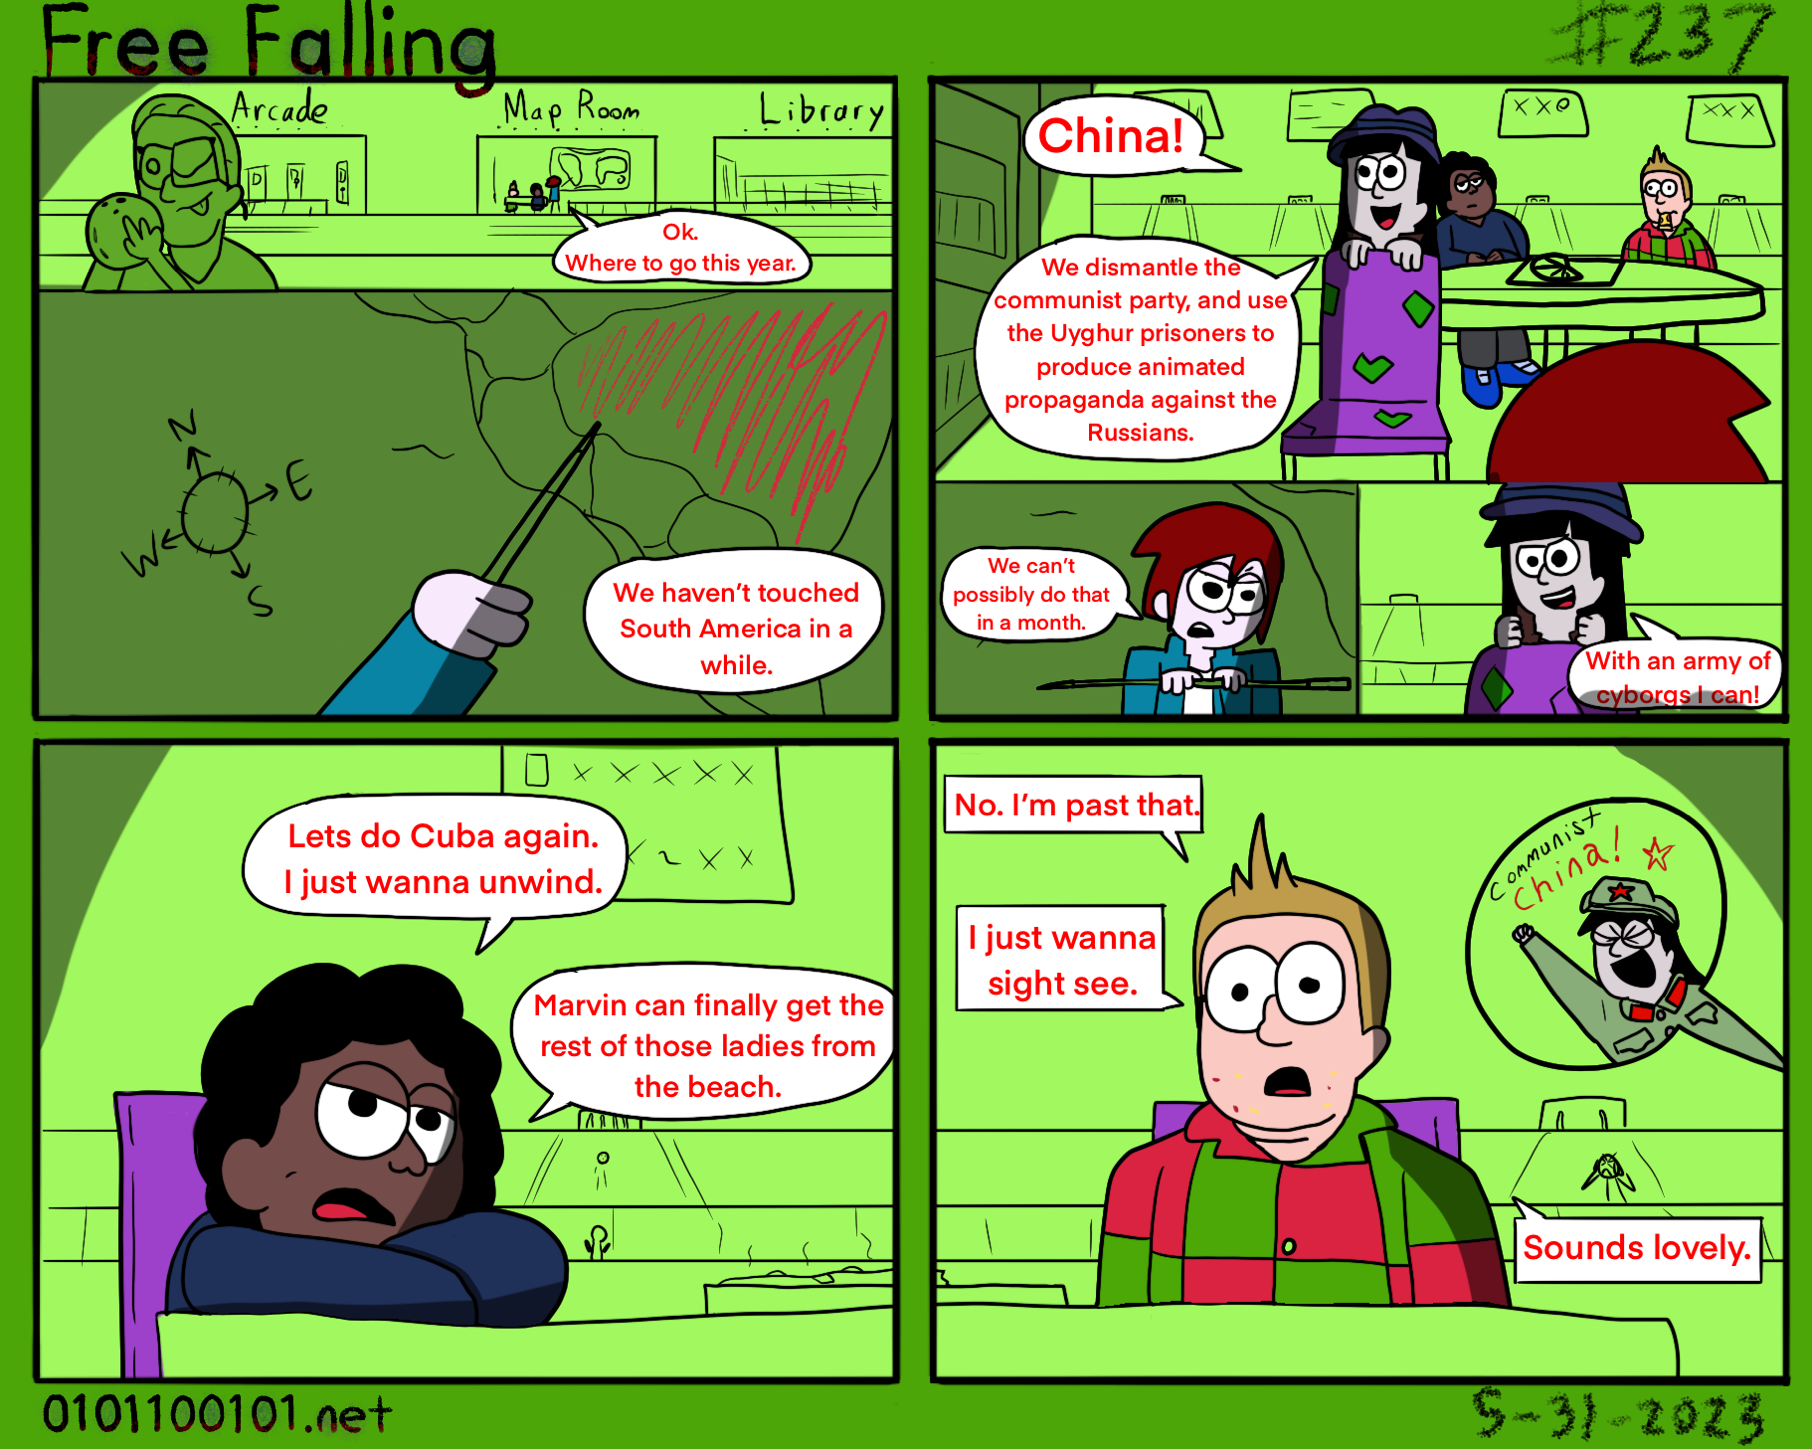 Free Falling
#237
Arcade
Map Room
Library
D
D
Ok.
Where to go this year.
N
E
W
S
We haven't touched
South America in a
while.
China!
XX
XXX
We dismantle the
communist party, and use
the Uyghur prisoners to
produce animated
propaganda against the
Russians.
We can't
possibly do that
in a month.
With an army of
cyborgs I can!
X X X X X
Lets do Cuba again.
I just wanna unwind.
X ~ X X
Marvin can finally get the
rest of those ladies from
the beach.
No. I'm past that.
I just wanna
sight see.
Communist
China!
Sounds lovely.
0101100101.net
5-31-2023